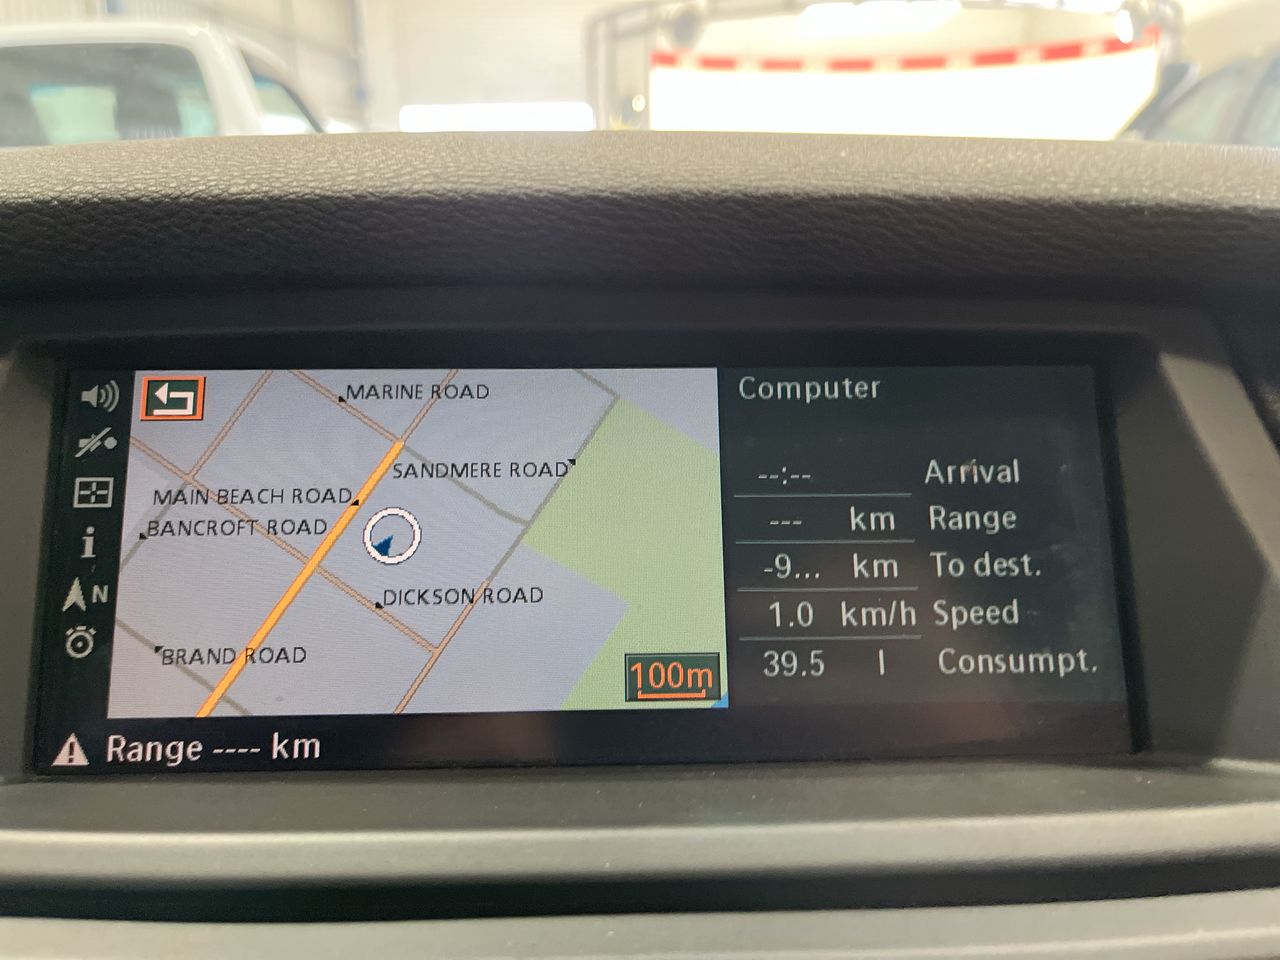 MARINE ROAD
SANDMERE ROAD
MAIN BEACH ROAD
BANCROFT ROAD
DICKSON ROAD
BRAND ROAD
100m
N
Computer
--:-- Arrival
--- km Range
-9... km To dest.
1.0 km/h Speed
39.5 l Consumpt.
Range ---- km